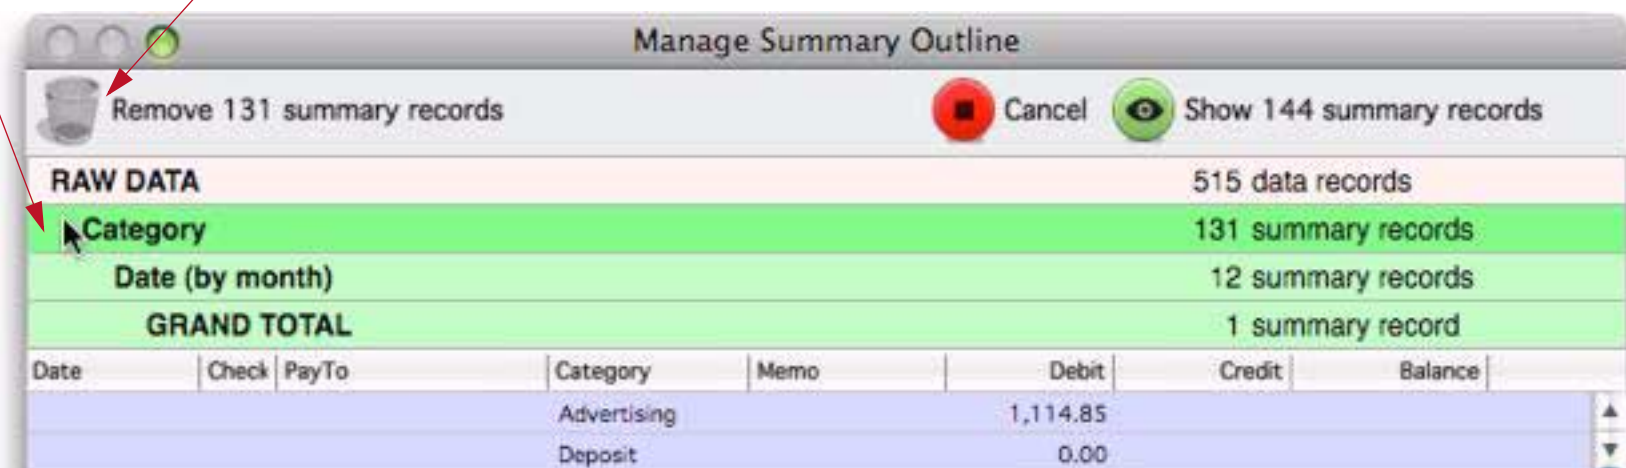 Manage Summary Outline
Remove 131 summary records Cancel Show 144 summary records
RAW DATA 515 data records
Category 131 summary records
Date (by month) 12 summary records
GRAND TOTAL 1 summary record
Date Check PayTo Category Memo Debit Credit Balance
Advertising 1,114.85
Deposit 0.00